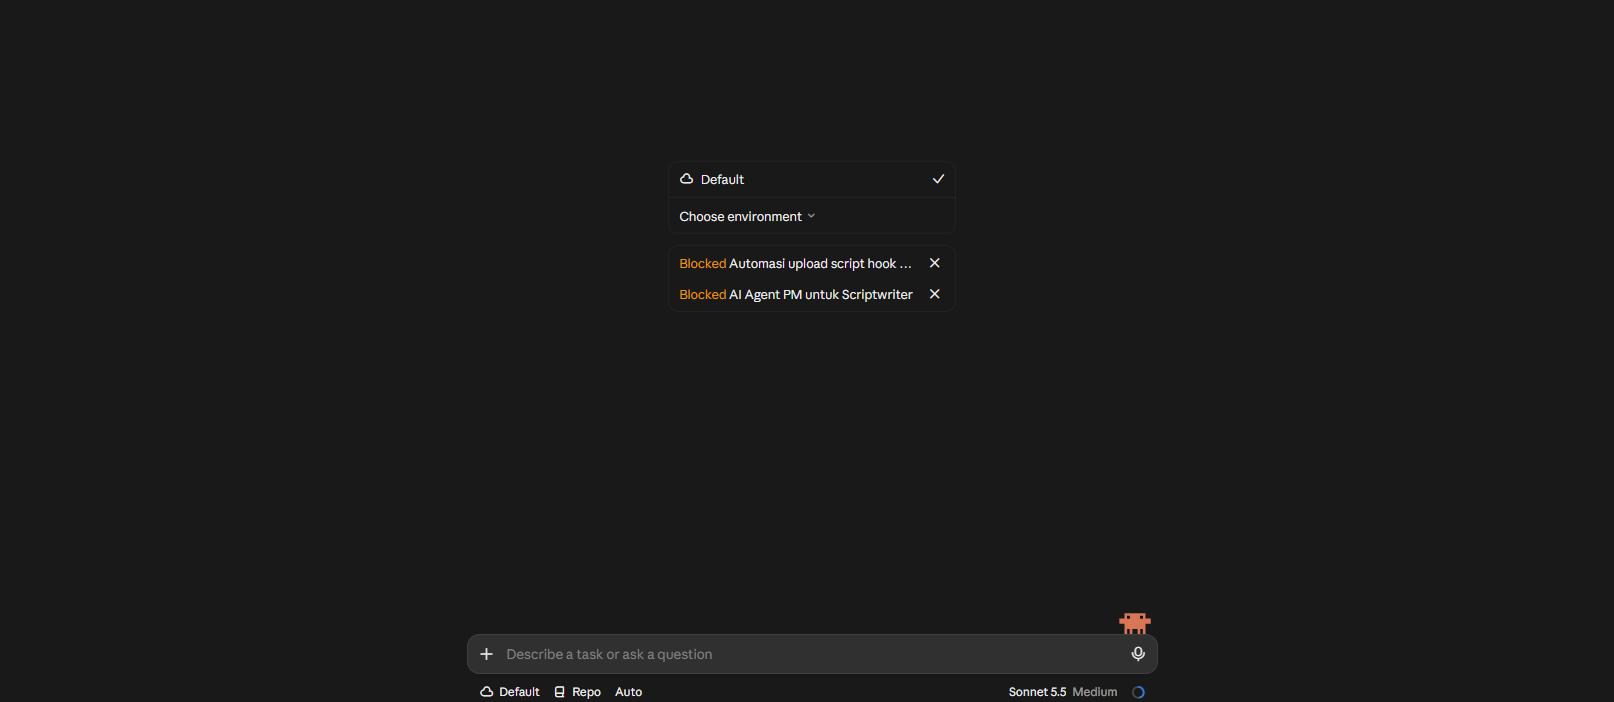 Default
Choose environment
Blocked Automasi upload script hook ...
Blocked AI Agent PM untuk Scriptwriter
Describe a task or ask a question
Default Repo Auto Sonnet 5.5 Medium